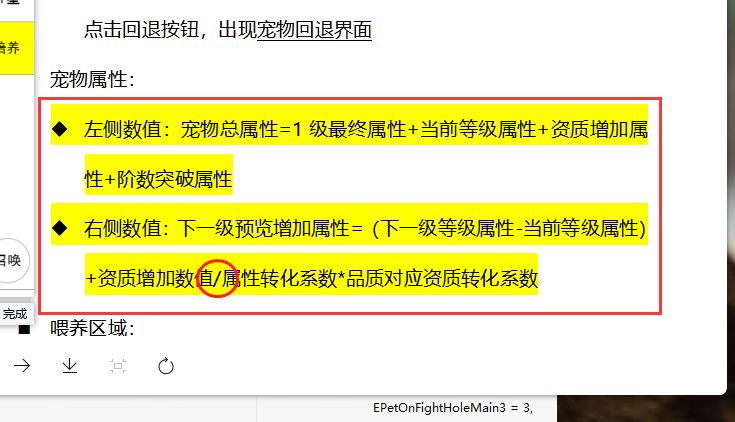 点击回退按钮，出现宠物回退界面
培养
宠物属性：
◆ 左侧数值：宠物总属性=1 级最终属性+当前等级属性+资质增加属
性+阶数突破属性
◆ 右侧数值：下一级预览增加属性=（下一级等级属性-当前等级属性）
召唤
+资质增加数值/属性转化系数*品质对应资质转化系数
完成
■ 喂养区域：
EPetOnFightHoleMain3 = 3,